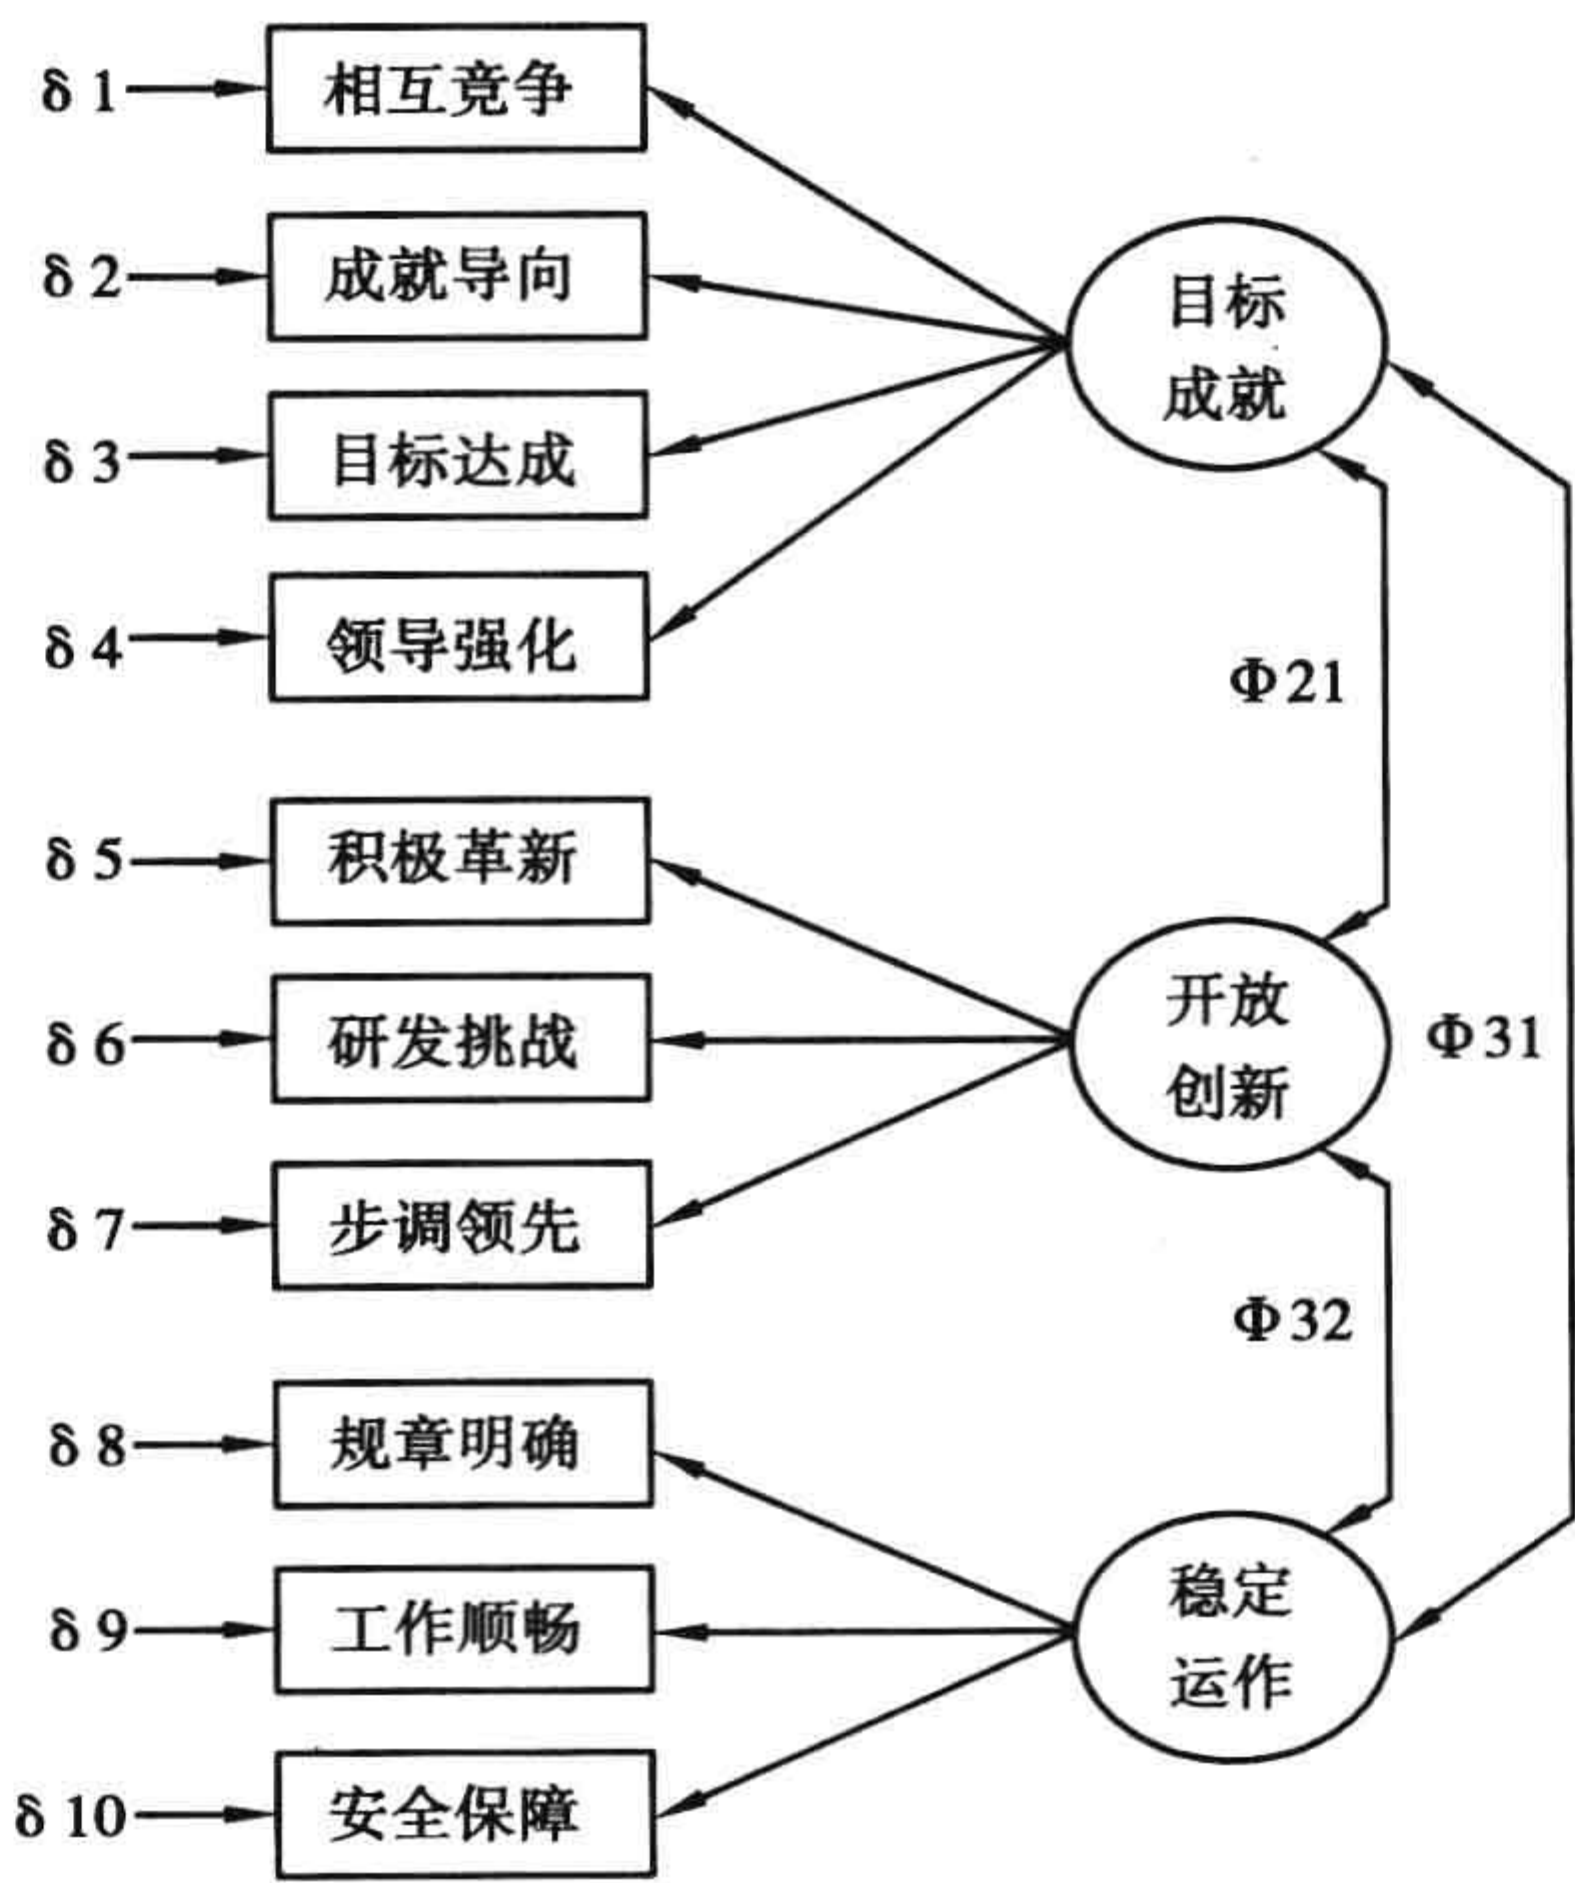 δ 1
相互竞争
δ 2
成就导向
δ 3
目标达成
δ 4
领导强化
目标
成就
Φ21
δ 5
积极革新
δ 6
研发挑战
δ 7
步调领先
开放
创新
Φ31
Φ32
δ 8
规章明确
δ 9
工作顺畅
δ 10
安全保障
稳定
运作